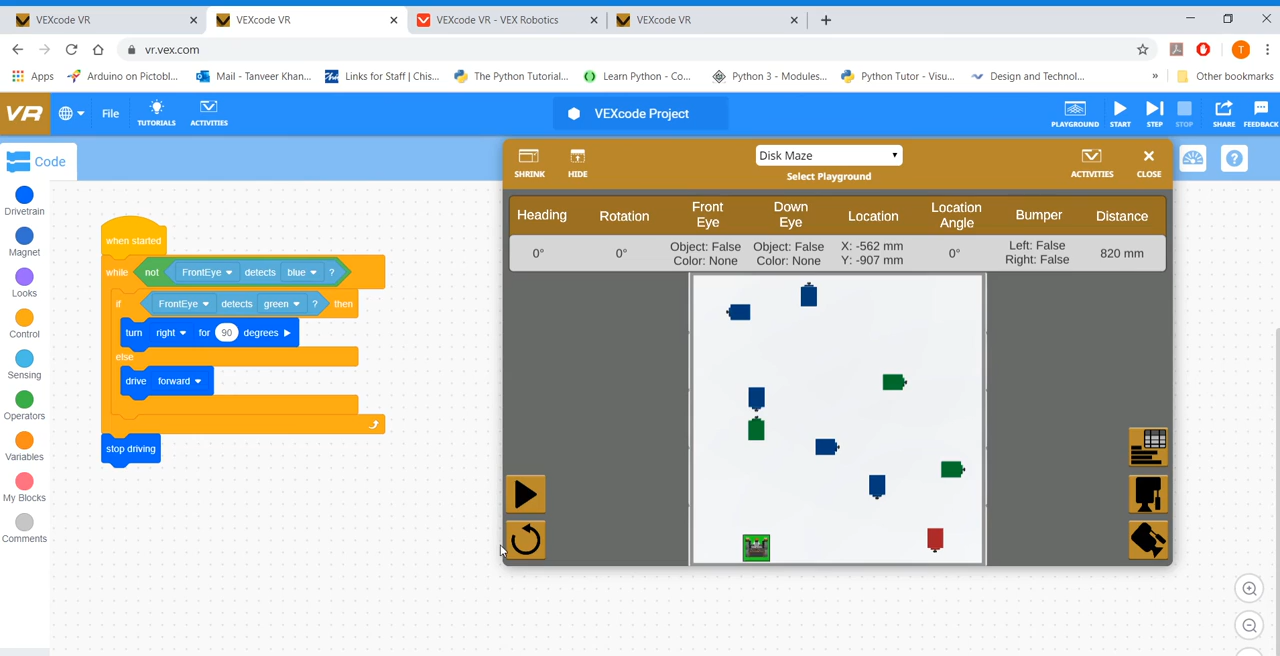 VEXcode VR
VEXcode VR
VEXcode VR - VEX Robotics
VEXcode VR
vr.vex.com
T
Apps
Arduino on Pictobl...
Mail - Tanveer Khan...
Links for Staff | Chis...
The Python Tutorial...
Learn Python - Co...
Python 3 - Modules...
Python Tutor - Visu...
Design and Technol...
»
Other bookmarks
VR
File
TUTORIALS
ACTIVITIES
VEXcode Project
PLAYGROUND
START
STEP
STOP
SHARE
FEEDBACK
Code
Drivetrain
Magnet
Looks
Control
Sensing
Operators
Variables
My Blocks
Comments
when started
while not FrontEye detects blue ?
if FrontEye detects green ? then
turn right for 90 degrees
else
drive forward
stop driving
SHRINK
HIDE
Disk Maze
Select Playground
ACTIVITIES
CLOSE
?
Heading Rotation Front Eye Down Eye Location Location Angle Bumper Distance
0° 0° Object: False Object: False X: -562 mm 0° Left: False 820 mm
Color: None Color: None Y: -907 mm Right: False